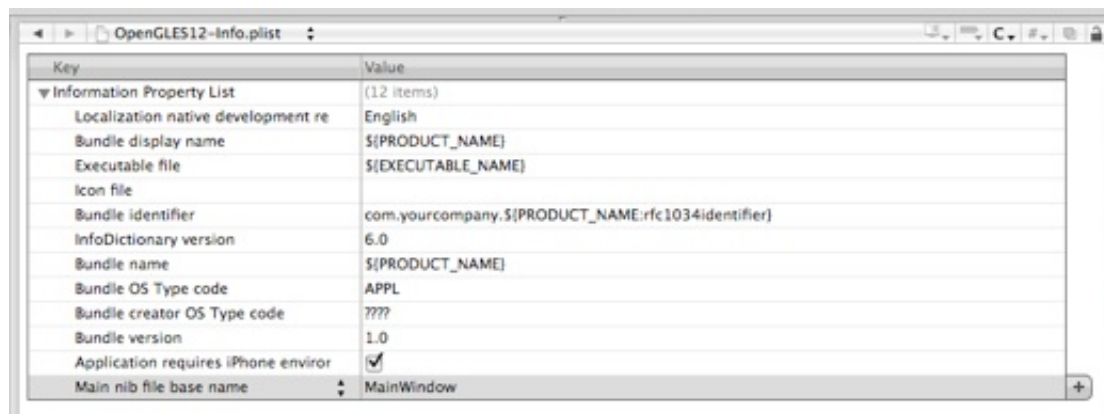 OpenGLES12-Info.plist
C
#
Key Value
Information Property List (12 items)
Localization native development re English
Bundle display name ${PRODUCT_NAME}
Executable file ${EXECUTABLE_NAME}
Icon file
Bundle identifier com.yourcompany.${PRODUCT_NAME:rfc1034identifier}
InfoDictionary version 6.0
Bundle name ${PRODUCT_NAME}
Bundle OS Type code APPL
Bundle creator OS Type code ????
Bundle version 1.0
Application requires iPhone enviror
Main nib file base name MainWindow